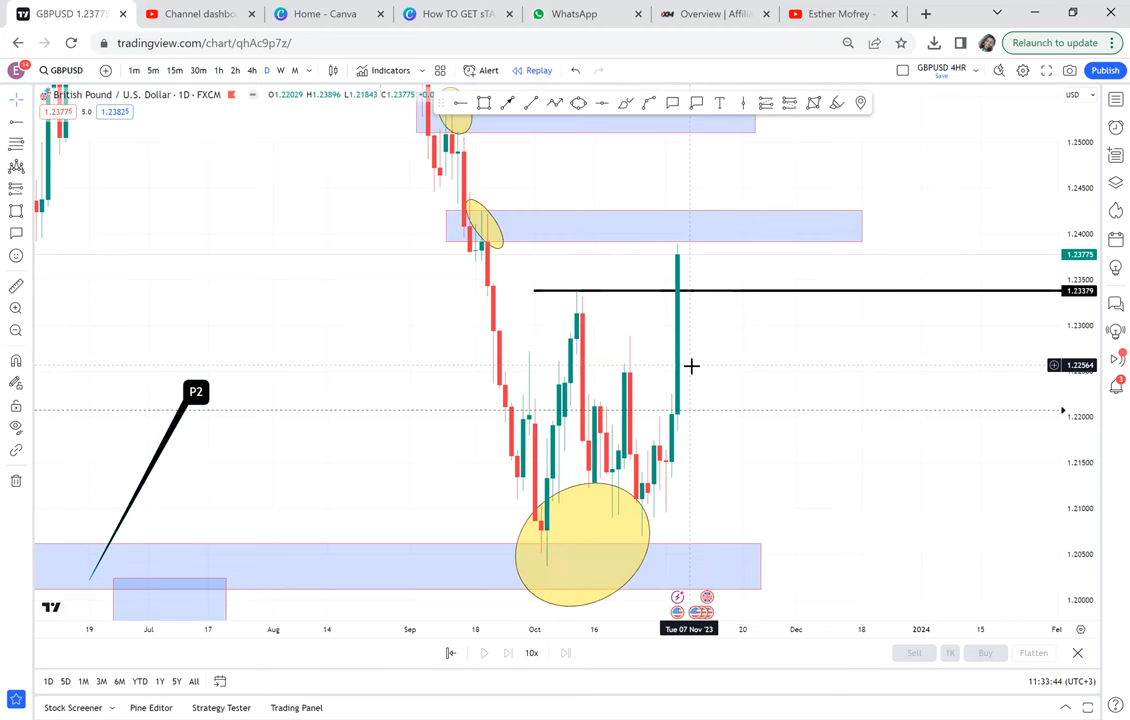 GBPUSD 1.23775
Channel dashbo
Home - Canva
How TO GET sTA
WhatsApp
Overview | Affilia
Esther Mofrey -
tradingview.com/chart/qhAc9p7z/
Relaunch to update
E 14 GBPUSD 1m 5m 15m 30m 1h 2h 4h D W M Indicators Alert Replay GBPUSD 4HR Save Publish
British Pound / U.S. Dollar · 1D · FXCM O1.22029 H1.23896 L1.21843 C1.23775
USD
1.23775 5.0 1.23825
1.25000
1.24500
1.24000
1.23775
1.23500
1.23379
1.23000
1.22564
P2
1.22000
1.21500
1.21000
1.20500
1.20000
3
19 Jul 17 Aug 14 Sep 18 Oct 16 Tue 07 Nov '23 20 Dec 18 2024 15 Fel
10x Sell 1K Buy Flatten
1D 5D 1M 3M 6M YTD 1Y 5Y All 11:33:44 (UTC+3)
Stock Screener Pine Editor Strategy Tester Trading Panel